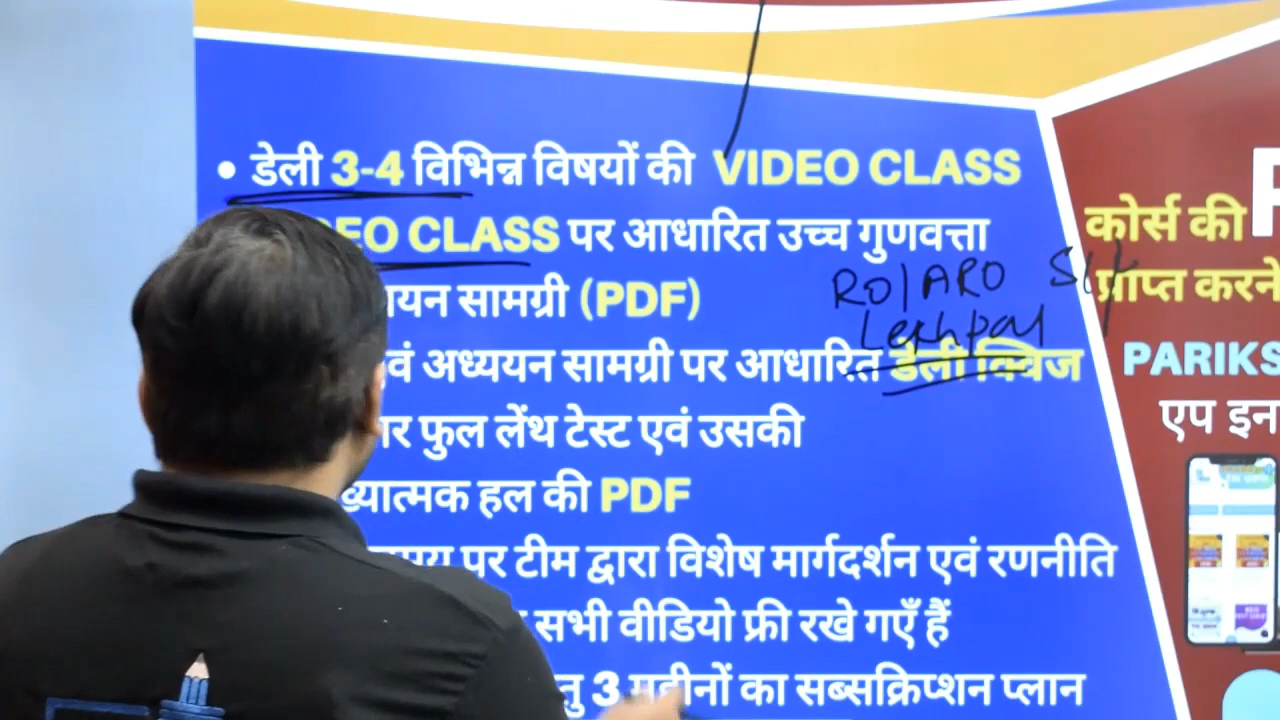 • डेली 3-4 विभिन्न विषयों की VIDEO CLASS
EO CLASS पर आधारित उच्च गुणवत्ता
यन सामग्री (PDF)
RO/ARO
Lekhpal
वं अध्ययन सामग्री पर आधारित डेली क्विज
र फुल लेंथ टेस्ट एवं उसकी
ख्यात्मक हल की PDF
पर टीम द्वारा विशेष मार्गदर्शन एवं रणनीति
सभी वीडियो फ्री रखे गएँ हैं
तु 3 महीनों का सब्सक्रिप्शन प्लान
कोर्स की
प्राप्त करने
PARIKS
एप इन